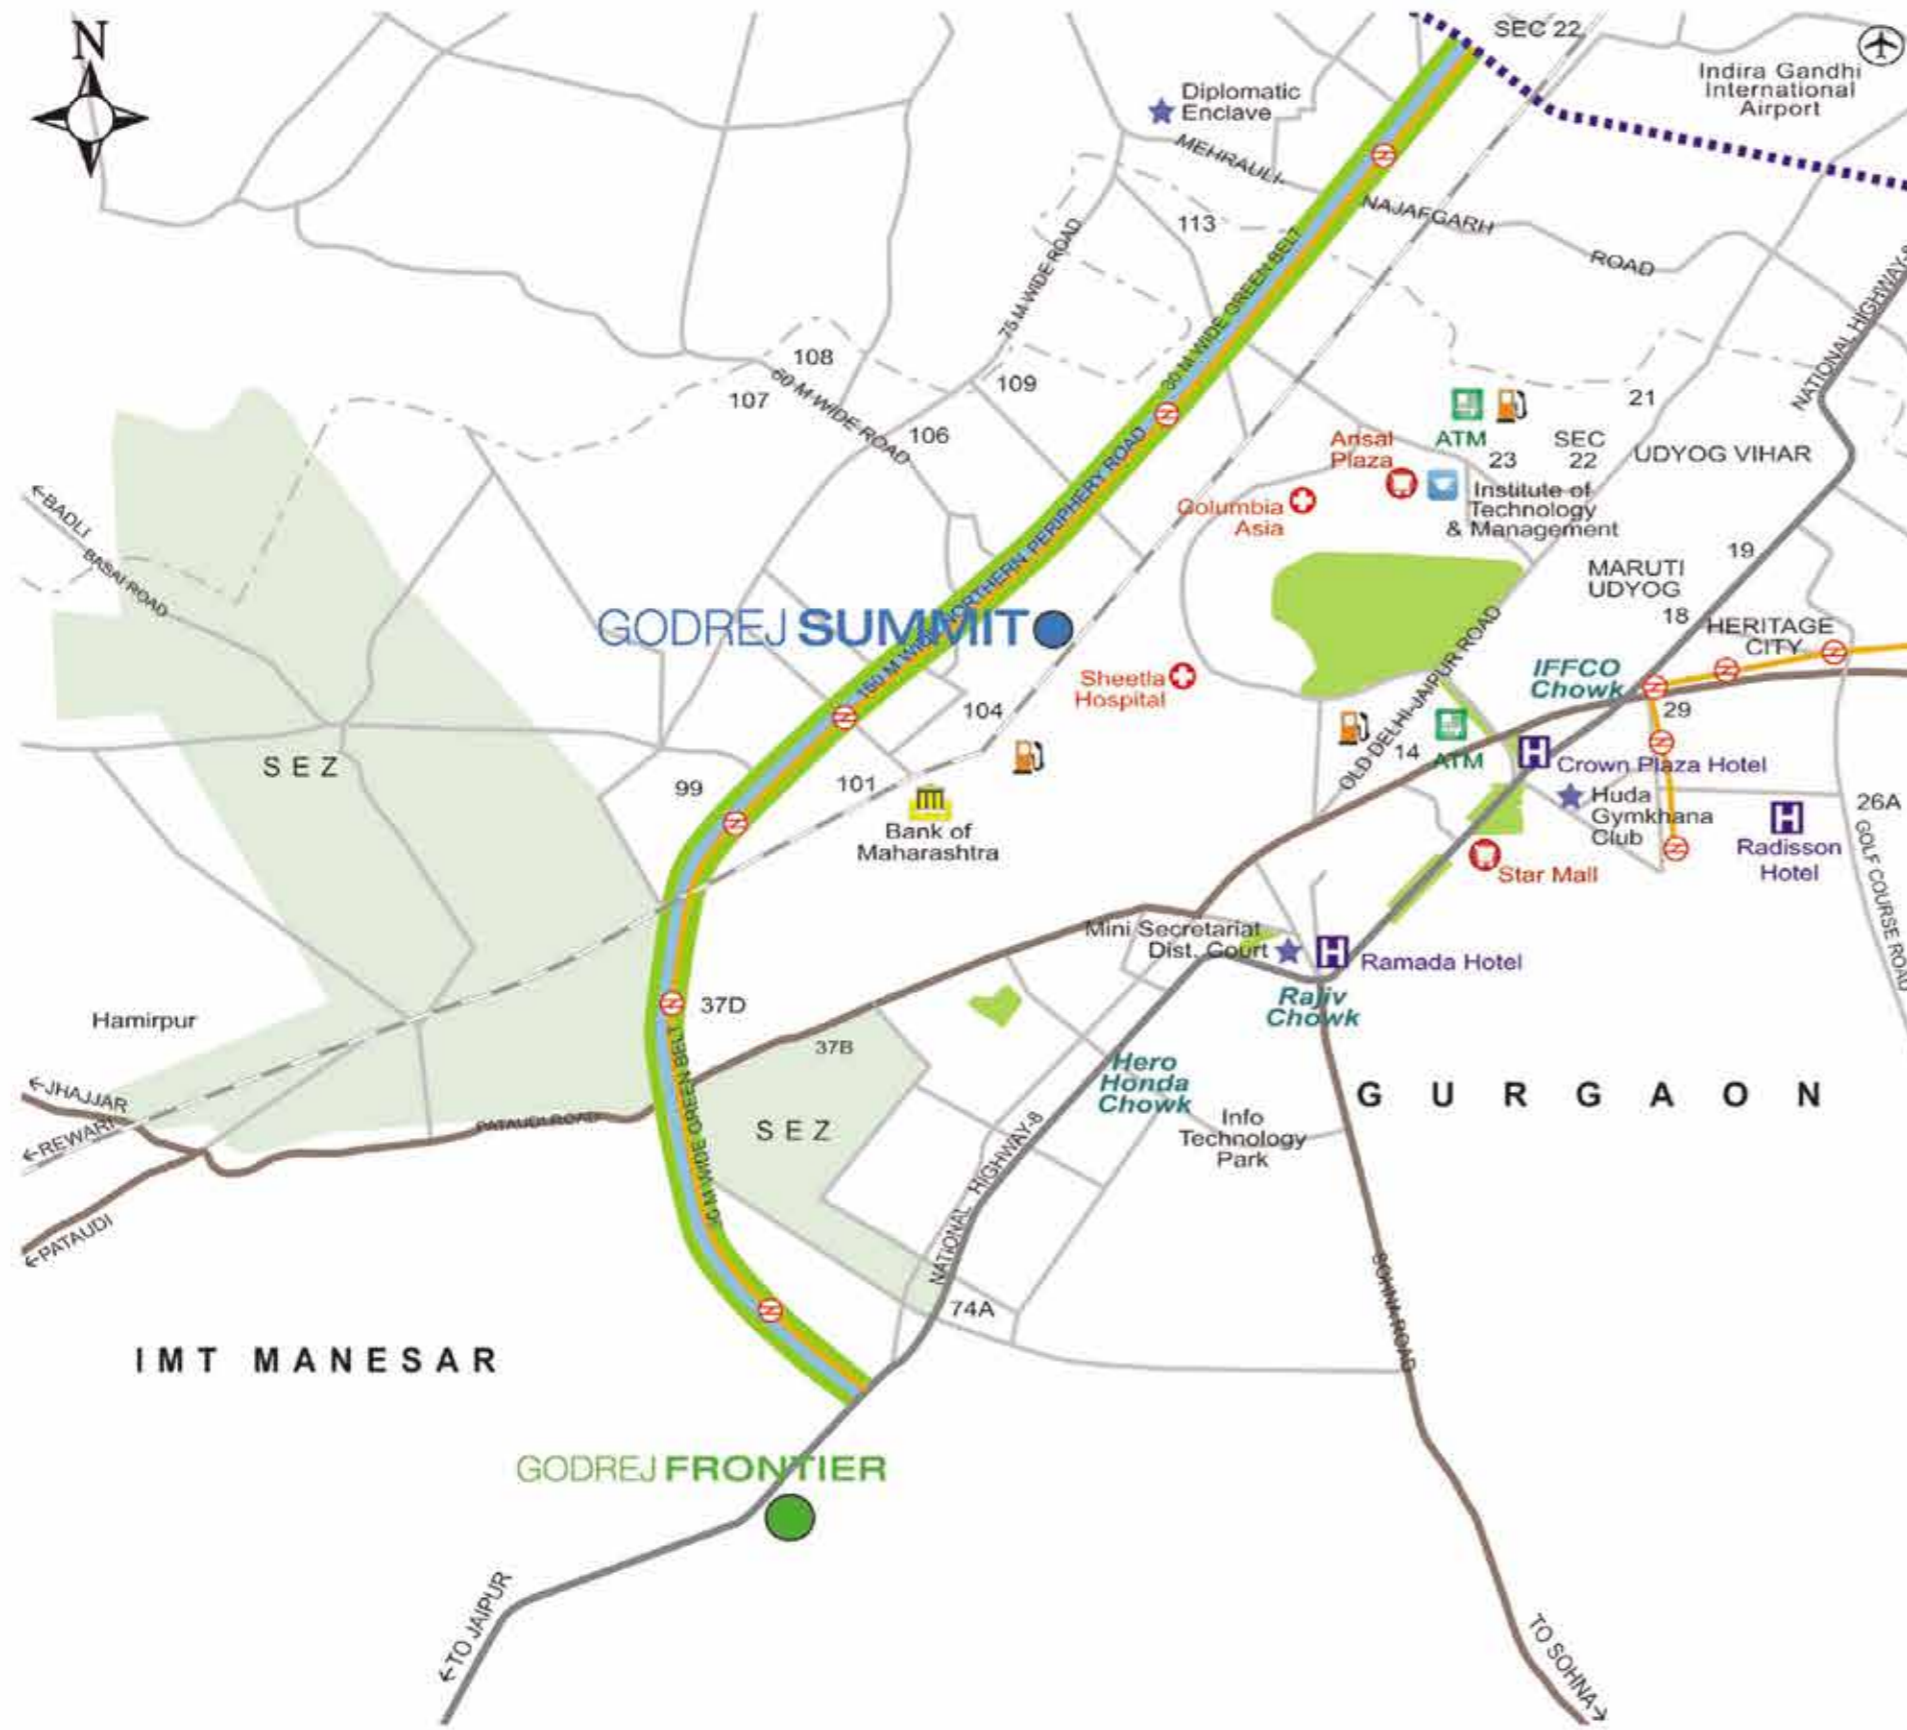 N
SEC 22
Indira Gandhi
International
Airport
Diplomatic
Enclave
MEHRAULI-
NAJAFGARH
ROAD
113
75 M WIDE ROAD
30 M WIDE GREEN BELT
NATIONAL HIGHWAY-8
108
109
107
60 M WIDE ROAD
106
21
Ansal
Plaza
ATM
23
SEC
22
UDYOG VIHAR
Institute of
Technology
& Management
Columbia
Asia
←BADLI
BASAI ROAD
150 M WIDE NORTHERN PERIPHERY ROAD
19
MARUTI
UDYOG
18
HERITAGE
CITY
GODREJ SUMMIT
Sheetla
Hospital
OLD DELHI-JAIPUR ROAD
IFFCO
Chowk
29
104
14
ATM
Crown Plaza Hotel
SEZ
99
101
Huda
Gymkhana
Club
26A
Bank of
Maharashtra
Radisson
Hotel
GOLF COURSE ROAD
Star Mall
Mini Secretariat
Dist. Court
Ramada Hotel
37D
Rajiv
Chowk
Hamirpur
37B
30 M WIDE GREEN BELT
Hero
Honda
Chowk
←JHAJJAR
←REWARI
PATAUDI ROAD
SEZ
Info
Technology
Park
GURGAON
←PATAUDI
NATIONAL HIGHWAY-8
74A
SOHNA ROAD
IMT MANESAR
GODREJ FRONTIER
←TO JAIPUR
TO SOHNA→
H
H
H